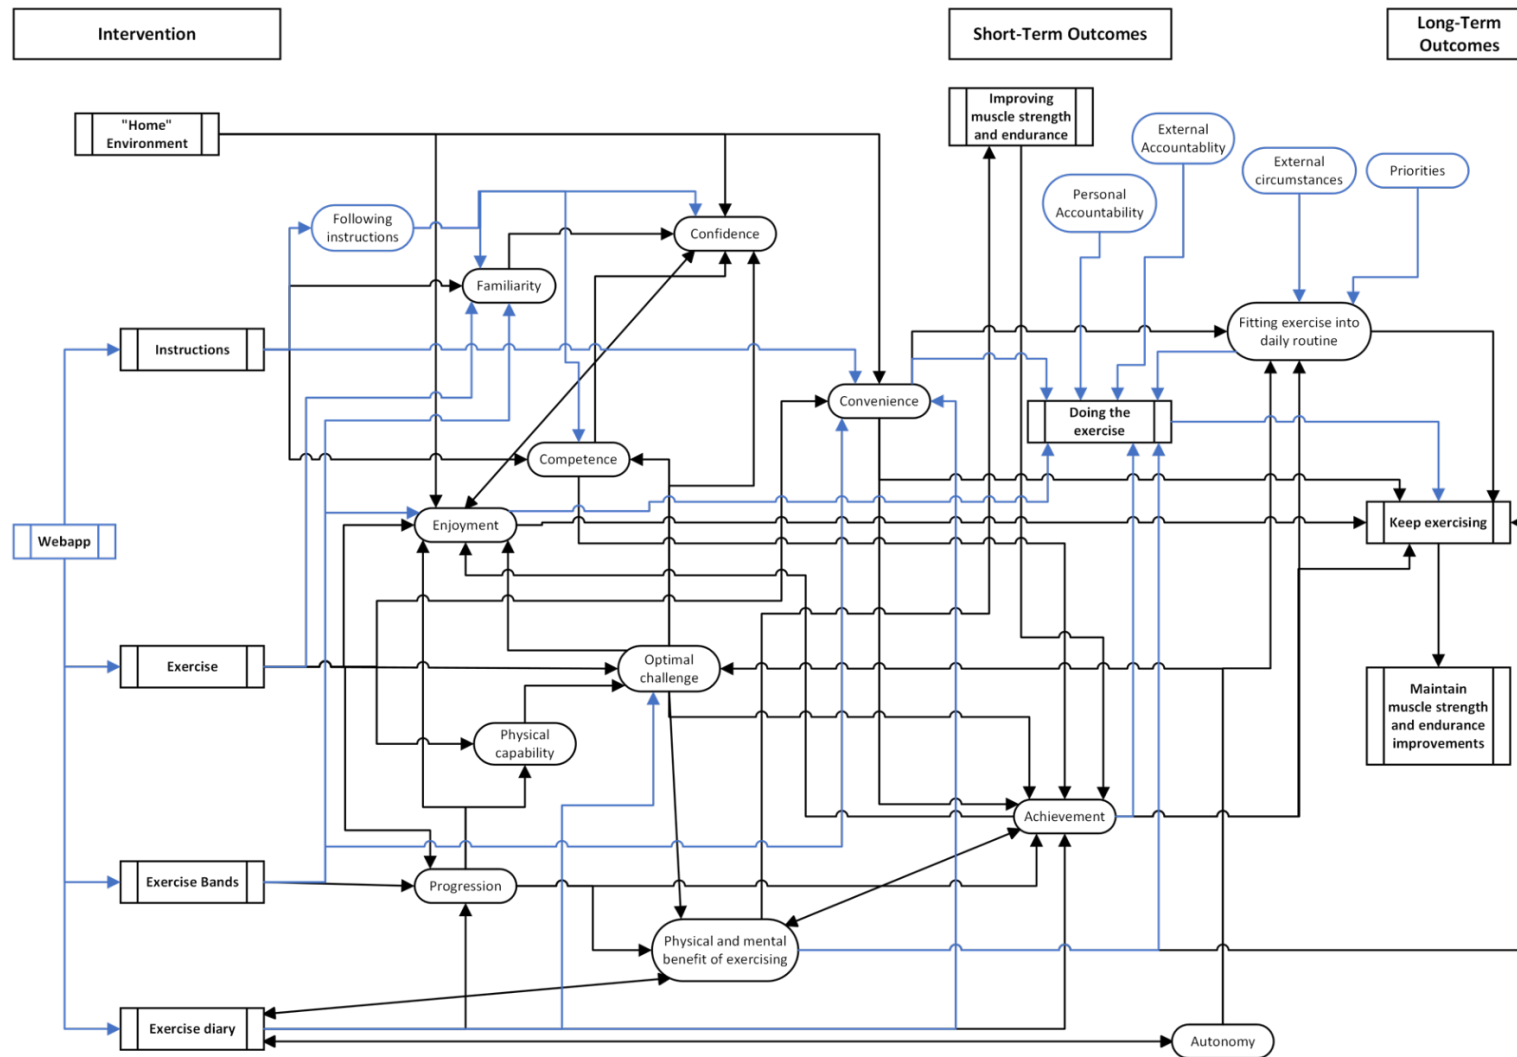 Intervention
Short-Term Outcomes
Long-Term
Outcomes
"Home"
Environment
Improving
muscle strength
and endurance
External
Accountablity
External
circumstances
Priorities
Personal
Accountability
Following
instructions
Confidence
Familiarity
Instructions
Fitting exercise into
daily routine
Convenience
Doing the
exercise
Competence
Enjoyment
Keep exercising
Webapp
Exercise
Optimal
challenge
Maintain
muscle strength
and endurance
improvements
Physical
capability
Achievement
Exercise Bands
Progression
Physical and mental
benefit of exercising
Exercise diary
Autonomy